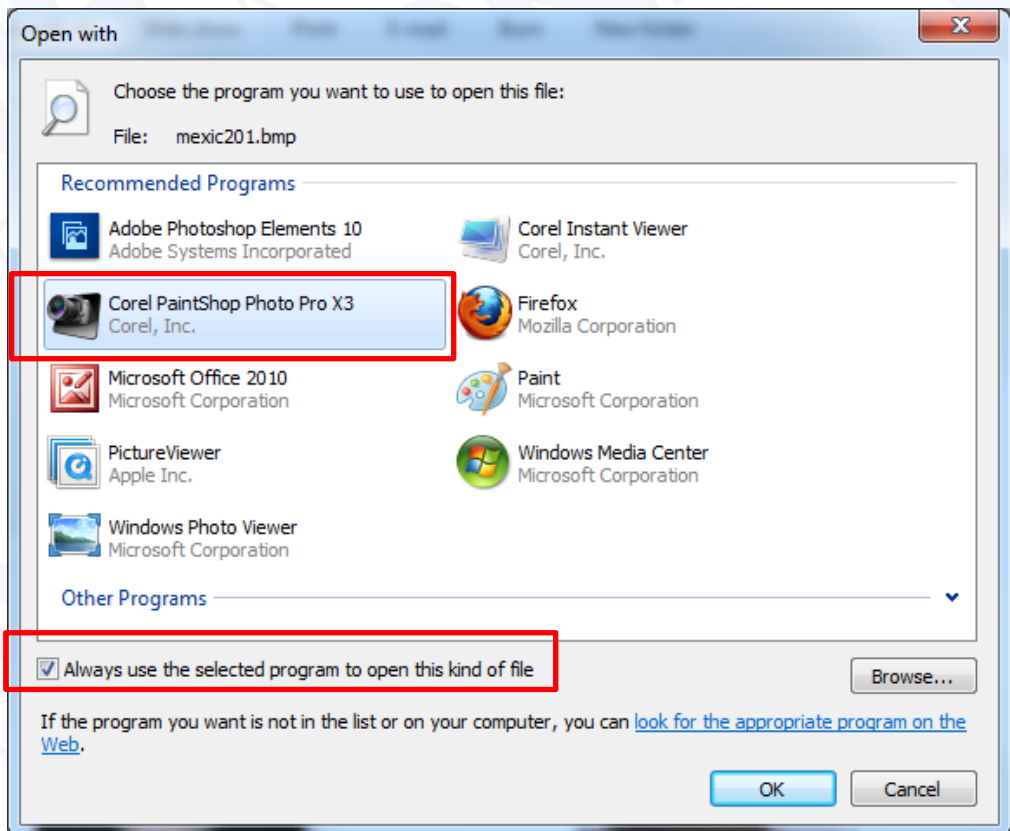 Open with
Choose the program you want to use to open this file:
File: mexic201.bmp
Recommended Programs
Adobe Photoshop Elements 10
Adobe Systems Incorporated
Corel Instant Viewer
Corel, Inc.
Corel PaintShop Photo Pro X3
Corel, Inc.
Firefox
Mozilla Corporation
Microsoft Office 2010
Microsoft Corporation
Paint
Microsoft Corporation
PictureViewer
Apple Inc.
Windows Media Center
Microsoft Corporation
Windows Photo Viewer
Microsoft Corporation
Other Programs
Always use the selected program to open this kind of file
Browse...
If the program you want is not in the list or on your computer, you can look for the appropriate program on the
Web.
OK
Cancel